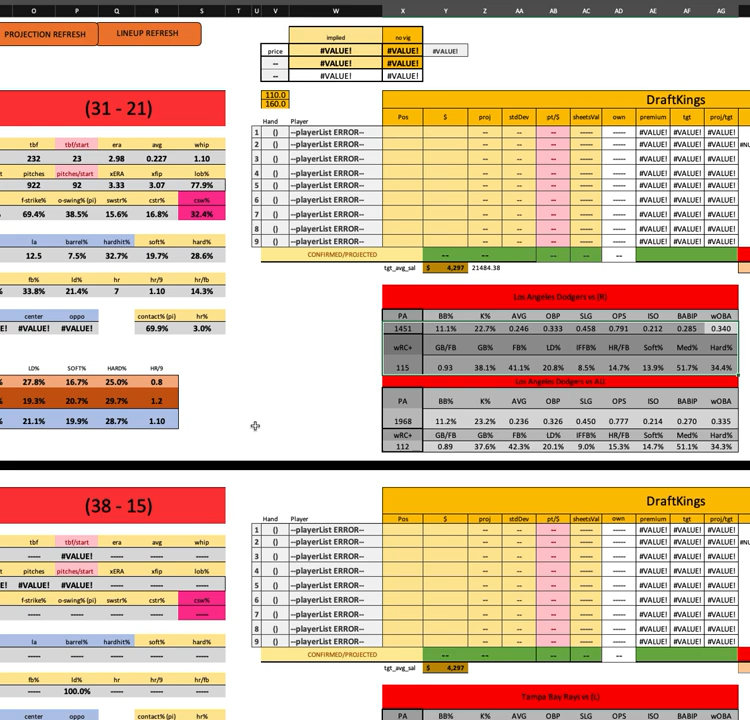 O P Q R S T U V W X Y Z AA AB AC AD AE AF AG
PROJECTION REFRESH LINEUP REFRESH
implied no vig
price #VALUE! #VALUE! #VALUE!
-- #VALUE! #VALUE!
-- #VALUE! #VALUE!
110.0
160.0
(31 - 21) DraftKings
Hand Player Pos $ proj stdDev pt/$ sheetsVal own premium tgt proj/tgt
1 () --playerList ERROR-- -- -- -- ----- ----- #VALUE! #VALUE! #VALUE!
2 () --playerList ERROR-- -- -- -- ----- ----- #VALUE! #VALUE! #VALUE!
3 () --playerList ERROR-- -- -- -- ----- ----- #VALUE! #VALUE! #VALUE!
4 () --playerList ERROR-- -- -- -- ----- ----- #VALUE! #VALUE! #VALUE!
5 () --playerList ERROR-- -- -- -- ----- ----- #VALUE! #VALUE! #VALUE!
6 () --playerList ERROR-- -- -- -- ----- ----- #VALUE! #VALUE! #VALUE!
7 () --playerList ERROR-- -- -- -- ----- ----- #VALUE! #VALUE! #VALUE!
8 () --playerList ERROR-- -- -- -- ----- ----- #VALUE! #VALUE! #VALUE!
9 () --playerList ERROR-- -- -- -- ----- ----- #VALUE! #VALUE! #VALUE!
CONFIRMED/PROJECTED -- -- -- -- --
tgt_avg_sal $ 4,297 21484.38
tbf tbf/start era avg whip
232 23 2.98 0.227 1.10
pitches pitches/start xERA xfip lob%
922 92 3.33 3.07 77.9%
f-strike% o-swing% (pi) swstr% cstr% csw%
69.4% 38.5% 15.6% 16.8% 32.4%
la barrel% hardhit% soft% hard%
12.5 7.5% 32.7% 19.7% 28.6%
fb% ld% hr hr/9 hr/fb
33.8% 21.4% 7 1.10 14.3%
center oppo contact% (pi) hr%
#VALUE! #VALUE! 69.9% 3.0%
LD% SOFT% HARD% HR/9
27.8% 16.7% 25.0% 0.8
19.3% 20.7% 29.7% 1.2
21.1% 19.9% 28.7% 1.10
Los Angeles Dodgers vs (R)
PA BB% K% AVG OBP SLG OPS ISO BABIP wOBA
1451 11.1% 22.7% 0.246 0.333 0.458 0.791 0.212 0.285 0.340
wRC+ GB/FB GB% FB% LD% IFFB% HR/FB Soft% Med% Hard%
115 0.93 38.1% 41.1% 20.8% 8.5% 14.7% 13.9% 51.7% 34.4%
Los Angeles Dodgers vs ALL
PA BB% K% AVG OBP SLG OPS ISO BABIP wOBA
1968 11.2% 23.2% 0.236 0.326 0.450 0.777 0.214 0.270 0.335
wRC+ GB/FB GB% FB% LD% IFFB% HR/FB Soft% Med% Hard%
112 0.89 37.6% 42.3% 20.1% 9.0% 15.3% 14.7% 51.1% 34.3%
(38 - 15) DraftKings
Hand Player Pos $ proj stdDev pt/$ sheetsVal own premium tgt proj/tgt
1 () --playerList ERROR-- -- -- -- ----- ----- #VALUE! #VALUE! #VALUE!
2 () --playerList ERROR-- -- -- -- ----- ----- #VALUE! #VALUE! #VALUE!
3 () --playerList ERROR-- -- -- -- ----- ----- #VALUE! #VALUE! #VALUE!
4 () --playerList ERROR-- -- -- -- ----- ----- #VALUE! #VALUE! #VALUE!
5 () --playerList ERROR-- -- -- -- ----- ----- #VALUE! #VALUE! #VALUE!
6 () --playerList ERROR-- -- -- -- ----- ----- #VALUE! #VALUE! #VALUE!
7 () --playerList ERROR-- -- -- -- ----- ----- #VALUE! #VALUE! #VALUE!
8 () --playerList ERROR-- -- -- -- ----- ----- #VALUE! #VALUE! #VALUE!
9 () --playerList ERROR-- -- -- -- ----- ----- #VALUE! #VALUE! #VALUE!
CONFIRMED/PROJECTED -- -- -- -- --
tgt_avg_sal $ 4,297
tbf tbf/start era avg whip
----- #VALUE! ----- ----- -----
pitches pitches/start xERA xfip lob%
#VALUE! #VALUE! ----- ----- -----
f-strike% o-swing% (pi) swstr% cstr% csw%
----- ----- ----- ----- -----
la barrel% hardhit% soft% hard%
----- ----- ----- ----- -----
fb% ld% hr hr/9 hr/fb
----- 100.0% ----- ----- -----
center oppo contact% (pi) hr%
Tampa Bay Rays vs (L)
PA BB% K% AVG OBP SLG OPS ISO BABIP wOBA